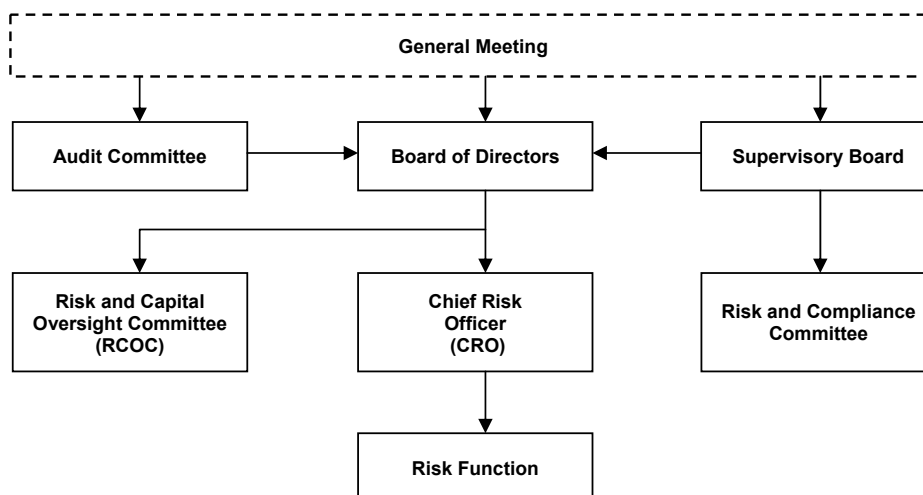 General Meeting
Audit Committee
Board of Directors
Supervisory Board
Risk and Capital
Oversight Committee
(RCOC)
Chief Risk
Officer
(CRO)
Risk and Compliance
Committee
Risk Function